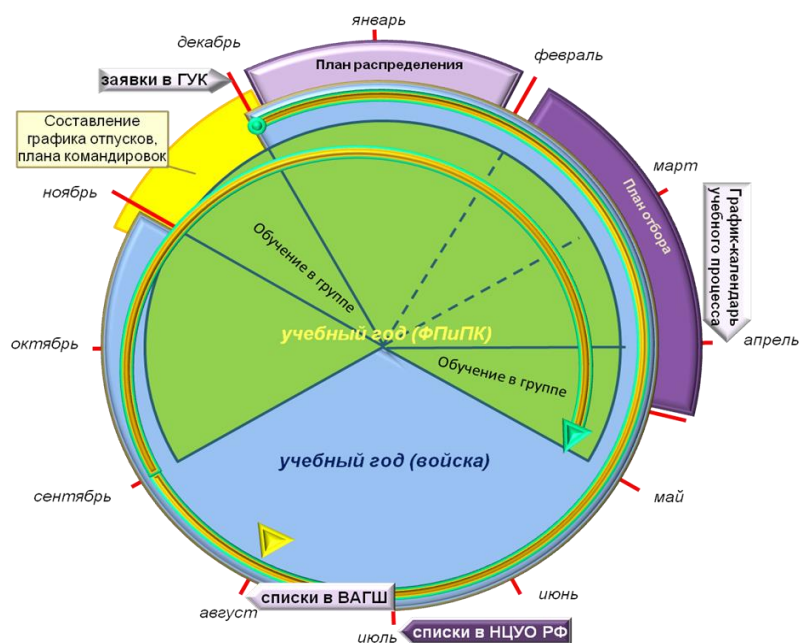 январь
декабрь
февраль
План распределения
заявки в ГУК
Составление
графика отпусков,
плана командировок
ноябрь
март
План отбора
График-календарь
учебного процесса
Обучение в группе
учебный год (ФПиПК)
октябрь
апрель
Обучение в группе
учебный год (войска)
сентябрь
май
июнь
август
списки в ВАГШ
июль
списки в НЦУО РФ